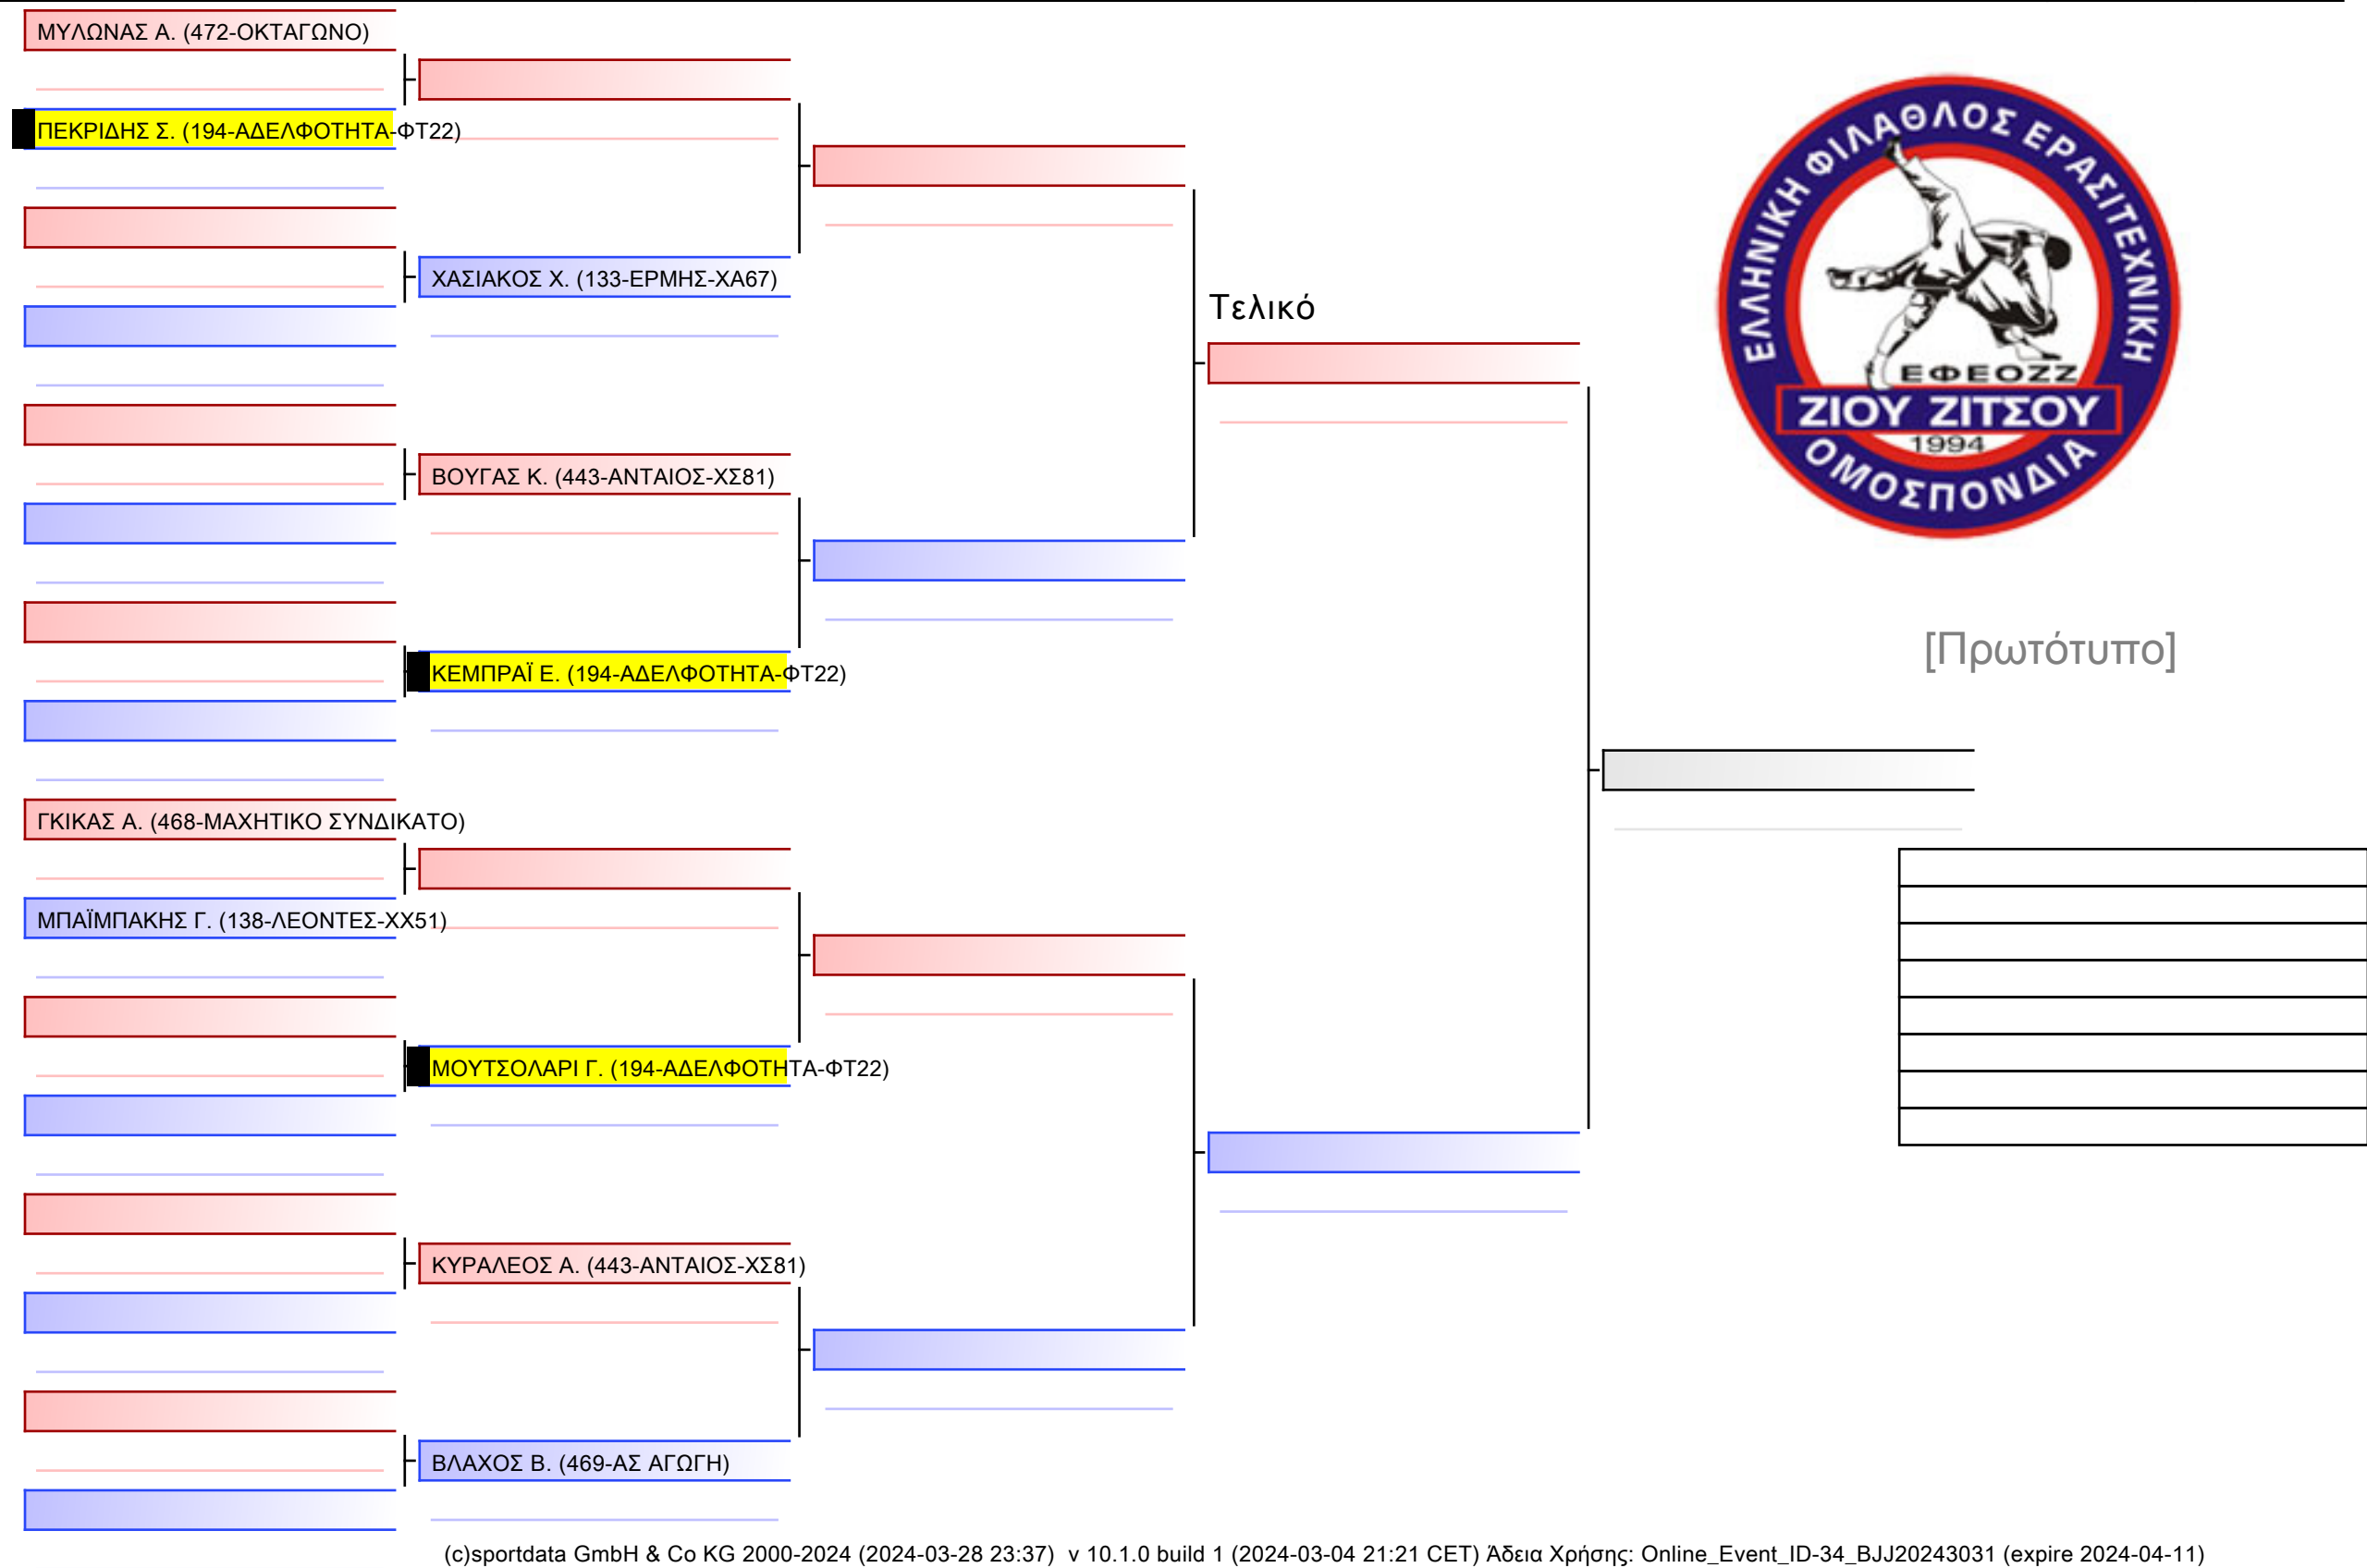 ΜΥΛΩΝΑΣ Α. (472-ΟΚΤΑΓΩΝΟ)
ΠΕΚΡΙΔΗΣ Σ. (194-ΑΔΕΛΦΟΤΗΤΑ-ΦΤ22)
ΧΑΣΙΑΚΟΣ Χ. (133-ΕΡΜΗΣ-ΧΑ67)
ΒΟΥΓΑΣ Κ. (443-ΑΝΤΑΙΟΣ-ΧΣ81)
ΚΕΜΠΡΑΪ Ε. (194-ΑΔΕΛΦΟΤΗΤΑ-ΦΤ22)
ΓΚΙΚΑΣ Α. (468-ΜΑΧΗΤΙΚΟ ΣΥΝΔΙΚΑΤΟ)
ΜΠΑΪΜΠΑΚΗΣ Γ. (138-ΛΕΟΝΤΕΣ-ΧΧ51)
ΜΟΥΤΣΟΛΑΡΙ Γ. (194-ΑΔΕΛΦΟΤΗΤΑ-ΦΤ22)
ΚΥΡΑΛΕΟΣ Α. (443-ΑΝΤΑΙΟΣ-ΧΣ81)
ΒΛΑΧΟΣ Β. (469-ΑΣ ΑΓΩΓΗ)
Τελικό
ΕΛΛΗΝΙΚΗ ΦΙΛΑΘΛΟΣ ΕΡΑΣΙΤΕΧΝΙΚΗ
ΕΦΕΟΖΖ
ΖΙΟΥ ΖΙΤΣΟΥ
1994
ΟΜΟΣΠΟΝΔΙΑ
[Πρωτότυπο]
(c)sportdata GmbH & Co KG 2000-2024 (2024-03-28 23:37) v 10.1.0 build 1 (2024-03-04 21:21 CET) Άδεια Χρήσης: Online_Event_ID-34_BJJ20243031 (expire 2024-04-11)